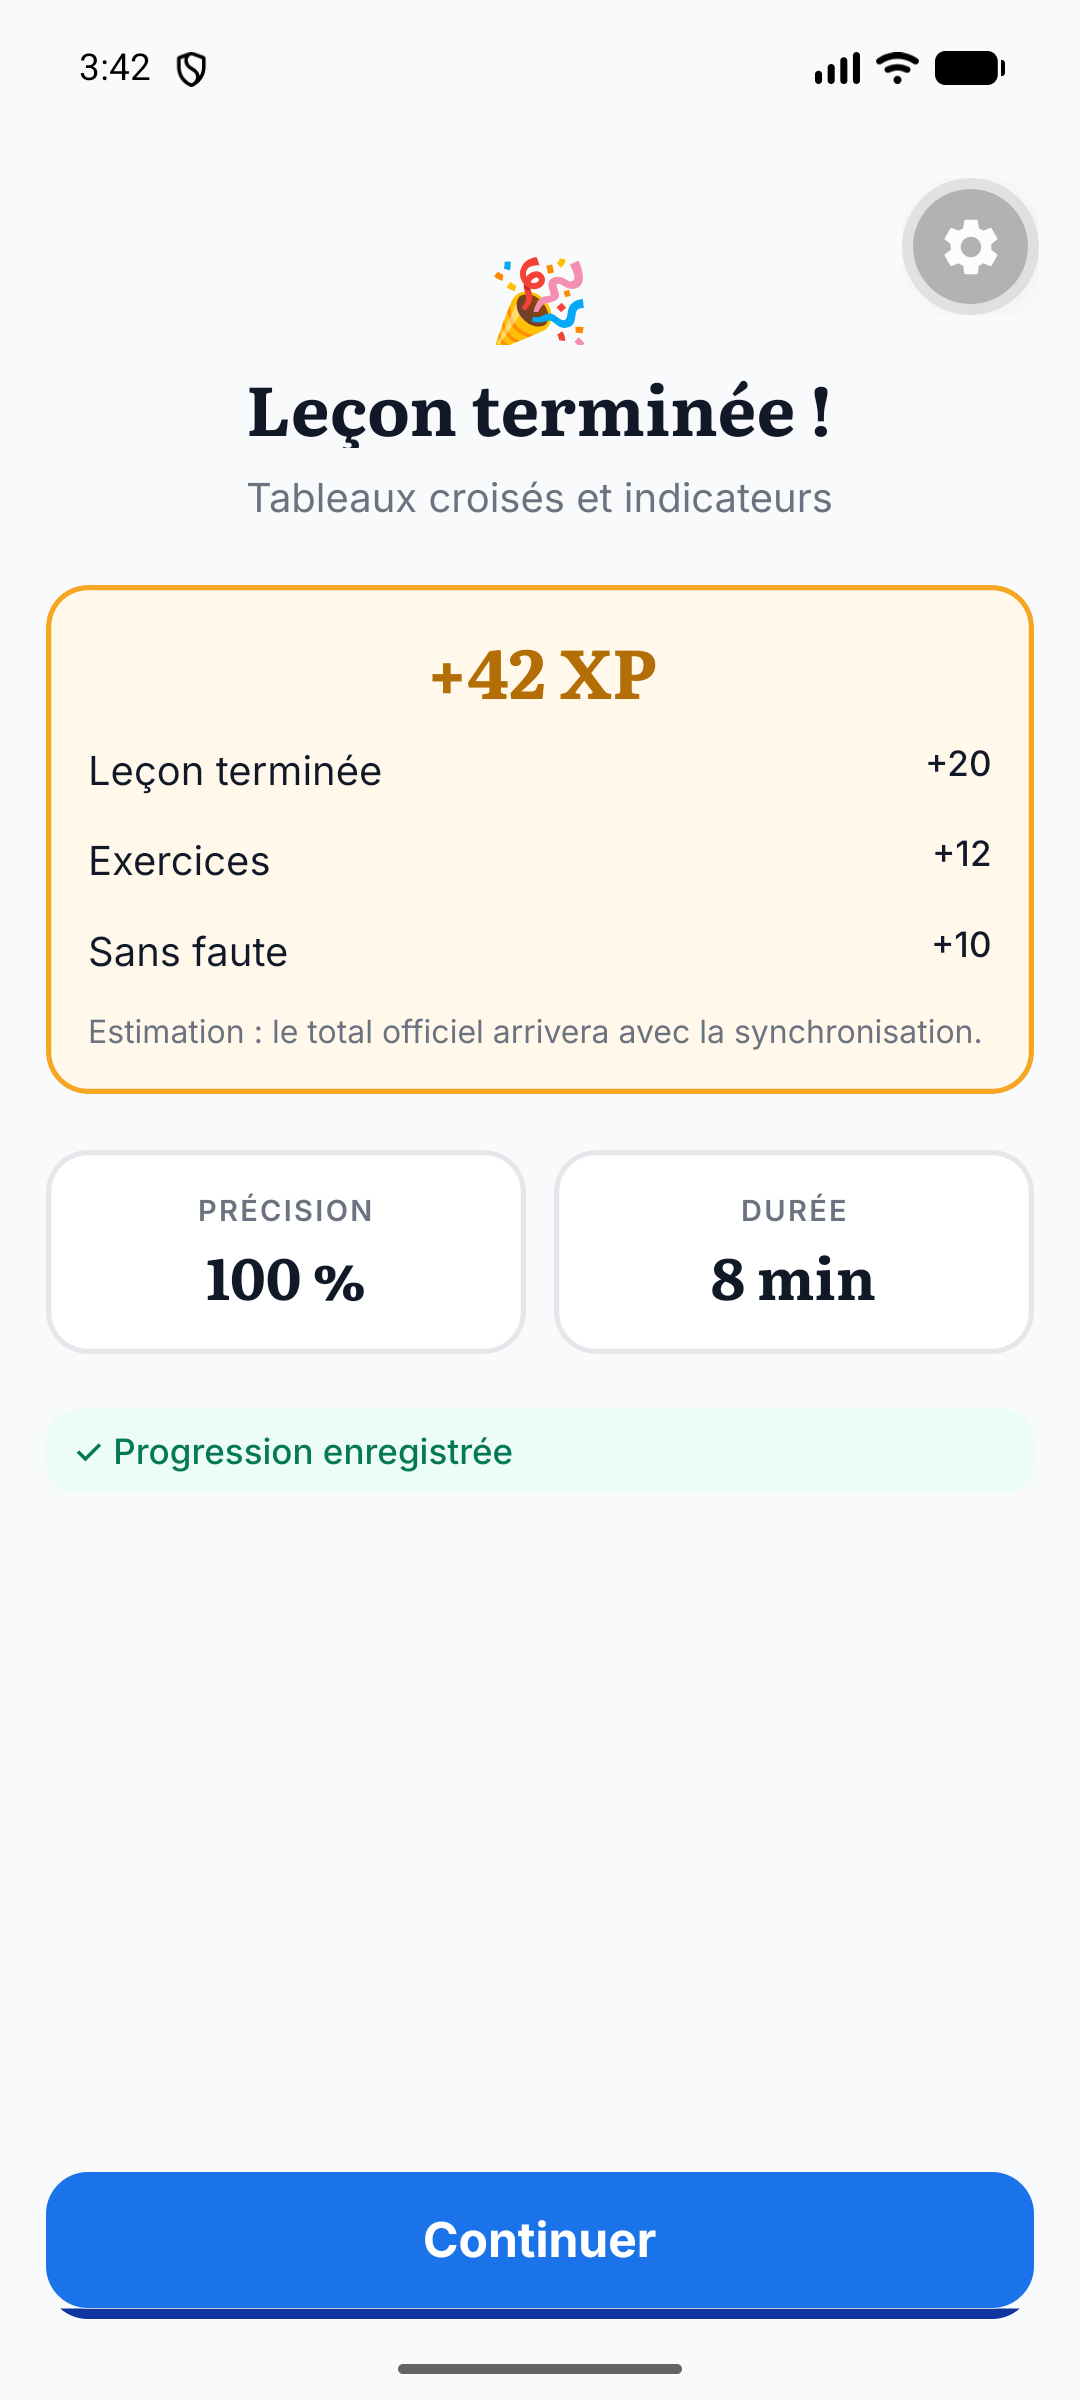 3:42
Leçon terminée !
Tableaux croisés et indicateurs
+42 XP
Leçon terminée +20
Exercices +12
Sans faute +10
Estimation : le total officiel arrivera avec la synchronisation.
PRÉCISION
100 %
DURÉE
8 min
✓ Progression enregistrée
Continuer